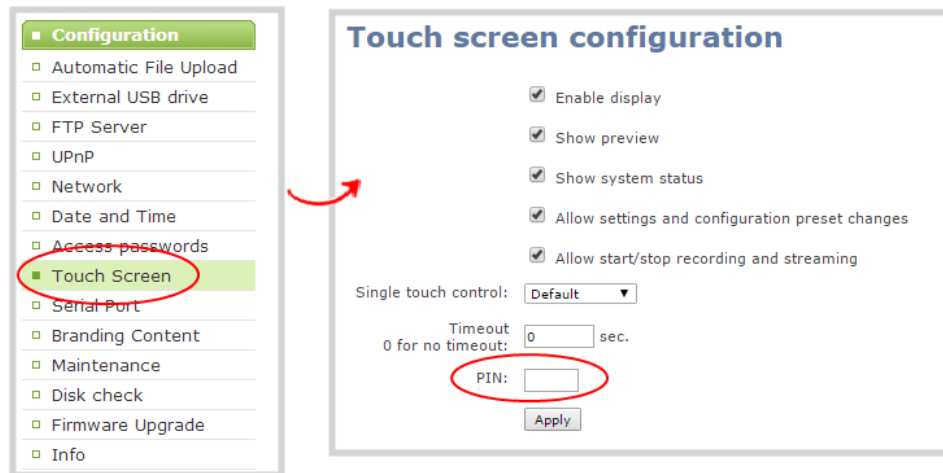 Configuration
Automatic File Upload
External USB drive
FTP Server
UPnP
Network
Date and Time
Access passwords
Touch Screen
Serial Port
Branding Content
Maintenance
Disk check
Firmware Upgrade
Info
Touch screen configuration
Enable display
Show preview
Show system status
Allow settings and configuration preset changes
Allow start/stop recording and streaming
Single touch control: Default
Timeout
0 for no timeout: 0 sec.
PIN:
Apply